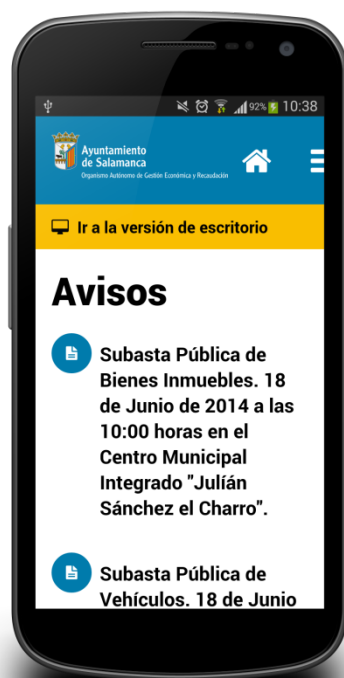 92% 10:38
Ayuntamiento
de Salamanca
Organismo Autónomo de Gestión Económica y Recaudación
Ir a la versión de escritorio
Avisos
Subasta Pública de
Bienes Inmuebles. 18
de Junio de 2014 a las
10:00 horas en el
Centro Municipal
Integrado "Julíán
Sánchez el Charro".
Subasta Pública de
Vehículos. 18 de Junio